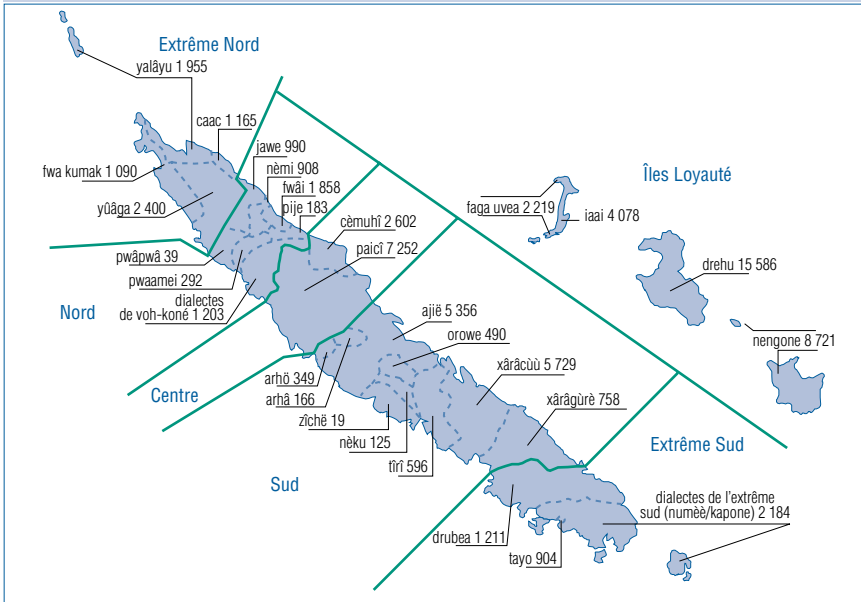 Extrême Nord
yalâyu 1 955
caac 1 165
jawe 990
nèmi 908
fwâi 1 858
pije 183
fwa kumak 1 090
yûâga 2 400
cèmuhî 2 602
paicî 7 252
pwâpwâ 39
pwaamei 292
dialectes
de voh-koné 1 203
Nord
Centre
Îles Loyauté
faga uvea 2 219
iaai 4 078
drehu 15 586
nengone 8 721
ajië 5 356
orowe 490
xârâcùù 5 729
arhö 349
arhâ 166
zîchë 19
nèku 125
tîrî 596
xârâgùrè 758
Sud
Extrême Sud
dialectes de l'extrême
sud (numèè/kapone) 2 184
drubea 1 211
tayo 904